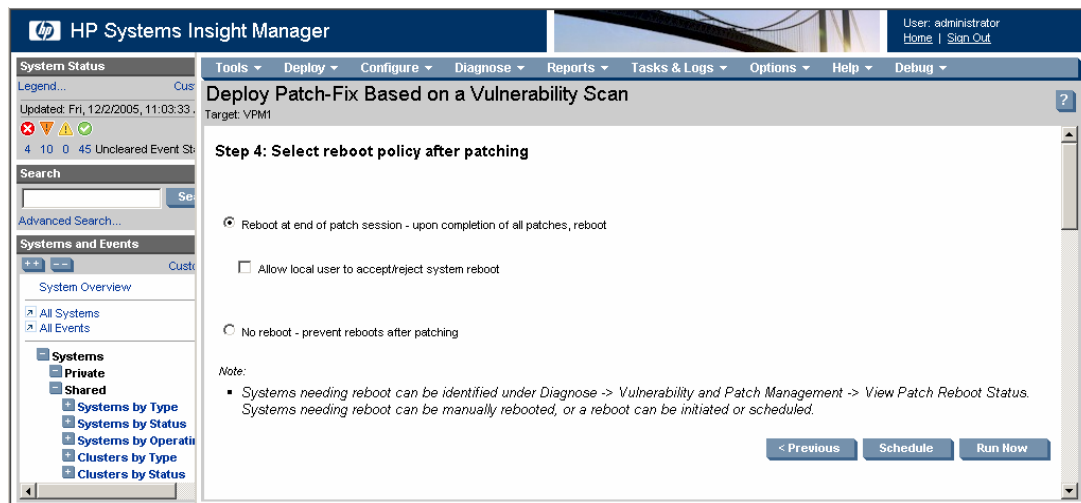 hp HP Systems Insight Manager
User: administrator
Home | Sign Out
System Status
Legend...
Updated: Fri, 12/2/2005, 11:03:33
4 10 0 45 Uncleared Event
Search
Advanced Search...
Systems and Events
++ --
System Overview
All Systems
All Events
Systems
Private
Shared
Systems by Type
Systems by Status
Systems by
Clusters by Type
Clusters by Status
Tools Deploy Configure Diagnose Reports Tasks & Logs Options Help Debug
Deploy Patch-Fix Based on a Vulnerability Scan
?
Target: VPM1
Step 4: Select reboot policy after patching
Reboot at end of patch session - upon completion of all patches, reboot
Allow local user to accept/reject system reboot
No reboot - prevent reboots after patching
Note:
▪ Systems needing reboot can be identified under Diagnose -> Vulnerability and Patch Management -> View Patch Reboot Status.
Systems needing reboot can be manually rebooted, or a reboot can be initiated or scheduled.
< Previous Schedule Run Now